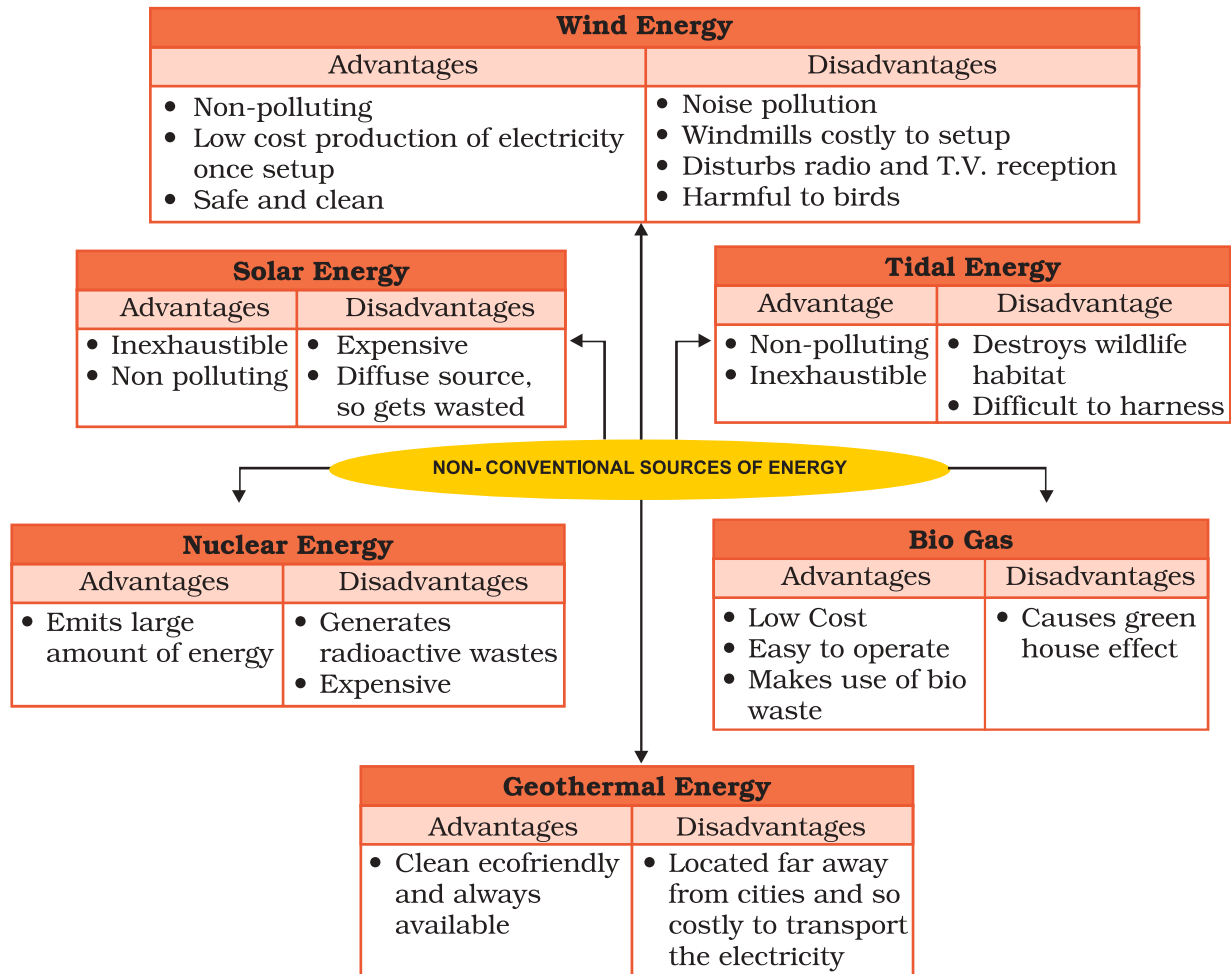 Wind Energy
Advantages
Disadvantages
• Non-polluting
• Low cost production of electricity
once setup
• Safe and clean
• Noise pollution
• Windmills costly to setup
• Disturbs radio and T.V. reception
• Harmful to birds
Solar Energy
Advantages
Disadvantages
• Inexhaustible
• Non polluting
• Expensive
• Diffuse source,
so gets wasted
Tidal Energy
Advantage
Disadvantage
• Non-polluting
• Inexhaustible
• Destroys wildlife
habitat
• Difficult to harness
NON- CONVENTIONAL SOURCES OF ENERGY
Nuclear Energy
Advantages
Disadvantages
• Emits large
amount of energy
• Generates
radioactive wastes
• Expensive
Bio Gas
Advantages
Disadvantages
• Low Cost
• Easy to operate
• Makes use of bio
waste
• Causes green
house effect
Geothermal Energy
Advantages
Disadvantages
• Clean ecofriendly
and always
available
• Located far away
from cities and so
costly to transport
the electricity